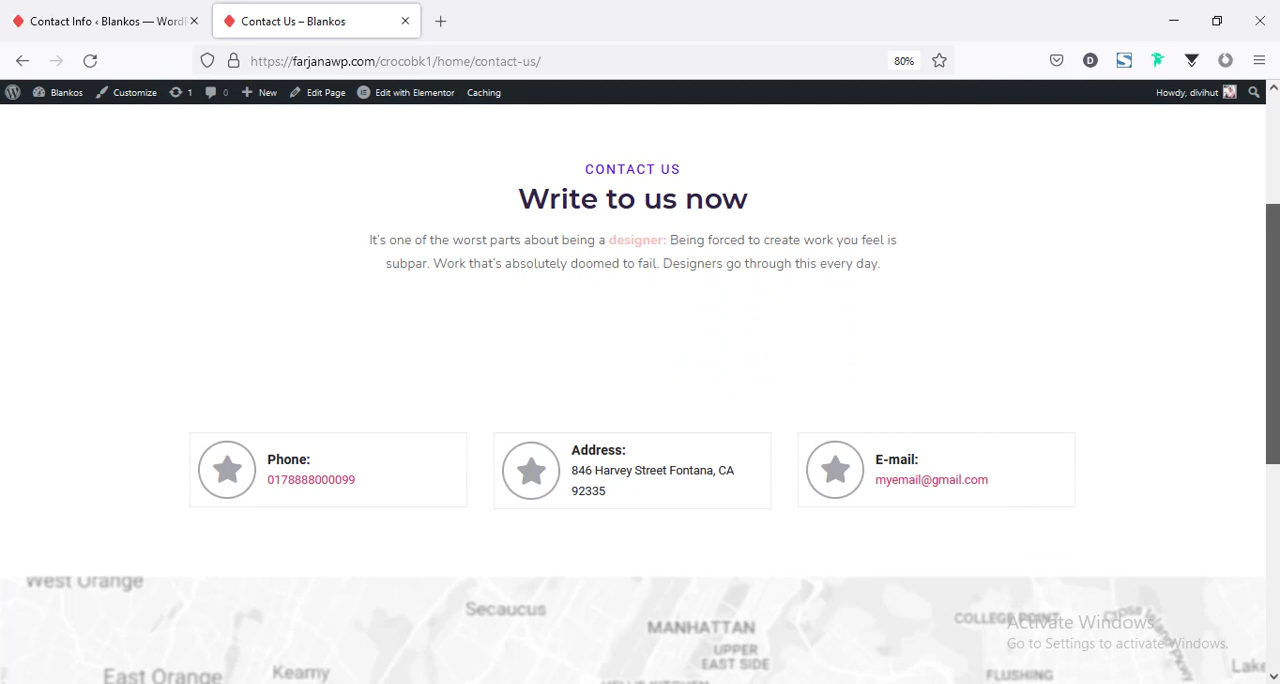 Contact Info ‹ Blankos — WordP
Contact Us – Blankos
https://farjanawp.com/crocobk1/home/contact-us/
80%
Blankos
Customize
1
0
New
Edit Page
Edit with Elementor
Caching
Howdy, divihut
CONTACT US
Write to us now
It's one of the worst parts about being a designer: Being forced to create work you feel is
subpar. Work that's absolutely doomed to fail. Designers go through this every day.
Phone:
0178888000099
Address:
846 Harvey Street Fontana, CA
92335
E-mail:
myemail@gmail.com
West Orange
Secaucus
MANHATTAN
COLLEGE POINT
Activate Windows
Go to Settings to activate Windows.
UPPER
EAST SIDE
East Orange
Kearny
FLUSHING
Lake